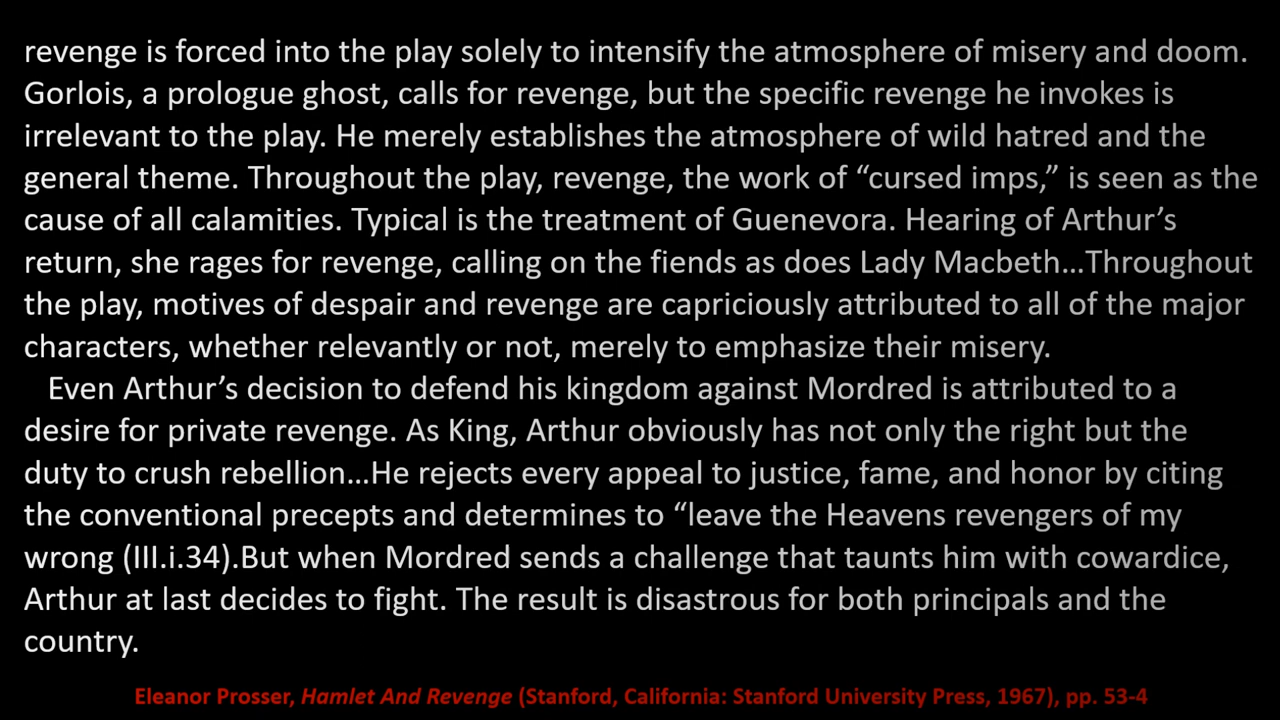 revenge is forced into the play solely to intensify the atmosphere of misery and doom.
Gorlois, a prologue ghost, calls for revenge, but the specific revenge he invokes is
irrelevant to the play. He merely establishes the atmosphere of wild hatred and the
general theme. Throughout the play, revenge, the work of “cursed imps,” is seen as the
cause of all calamities. Typical is the treatment of Guenevora. Hearing of Arthur’s
return, she rages for revenge, calling on the fiends as does Lady Macbeth…Throughout
the play, motives of despair and revenge are capriciously attributed to all of the major
characters, whether relevantly or not, merely to emphasize their misery.
Even Arthur’s decision to defend his kingdom against Mordred is attributed to a
desire for private revenge. As King, Arthur obviously has not only the right but the
duty to crush rebellion…He rejects every appeal to justice, fame, and honor by citing
the conventional precepts and determines to “leave the Heavens revengers of my
wrong (III.i.34).But when Mordred sends a challenge that taunts him with cowardice,
Arthur at last decides to fight. The result is disastrous for both principals and the
country.
Eleanor Prosser, Hamlet And Revenge (Stanford, California: Stanford University Press, 1967), pp. 53-4